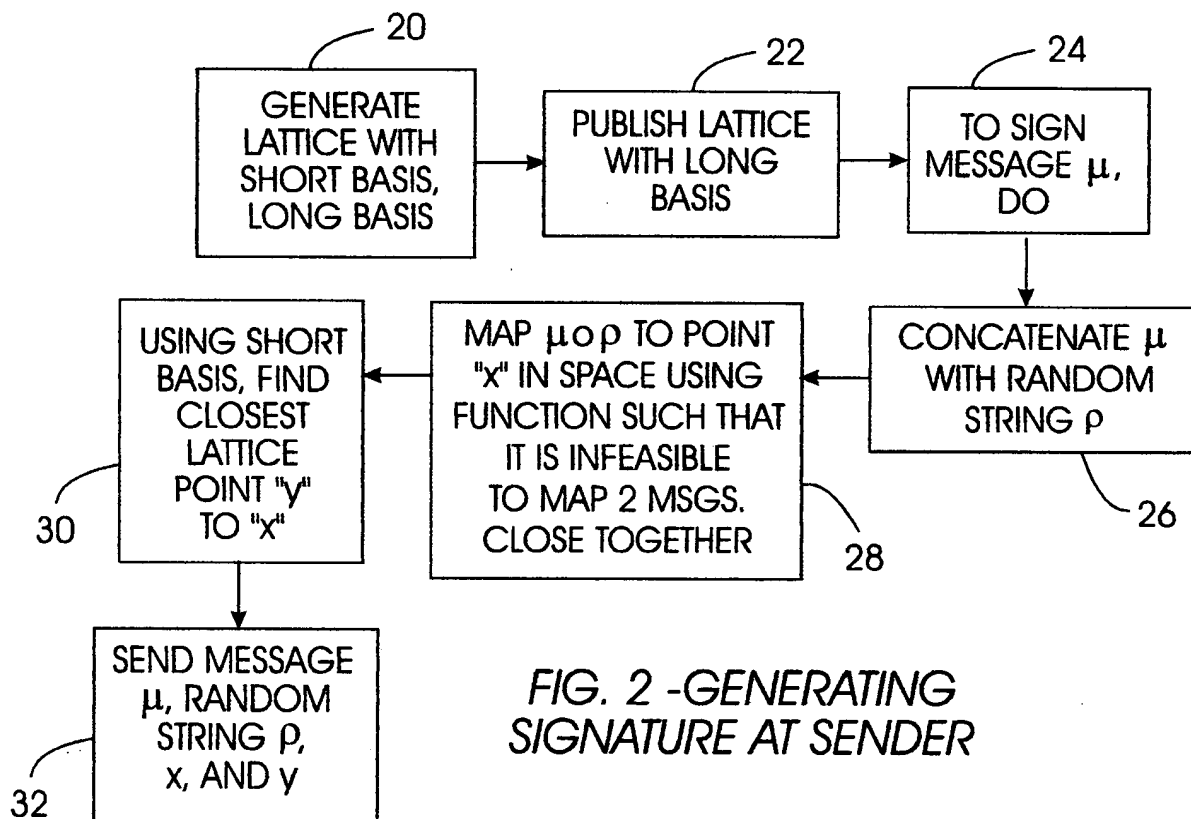 20
GENERATE
LATTICE WITH
SHORT BASIS,
LONG BASIS
22
PUBLISH LATTICE
WITH LONG
BASIS
24
TO SIGN
MESSAGE μ,
DO
CONCATENATE μ
WITH RANDOM
STRING ρ
26
MAP μoρ TO POINT
"x" IN SPACE USING
FUNCTION SUCH THAT
IT IS INFEASIBLE
TO MAP 2 MSGS.
CLOSE TOGETHER
28
USING SHORT
BASIS, FIND
CLOSEST
LATTICE
POINT "y"
TO "x"
30
SEND MESSAGE
μ, RANDOM
STRING ρ,
x, AND y
32
FIG. 2 -GENERATING
SIGNATURE AT SENDER